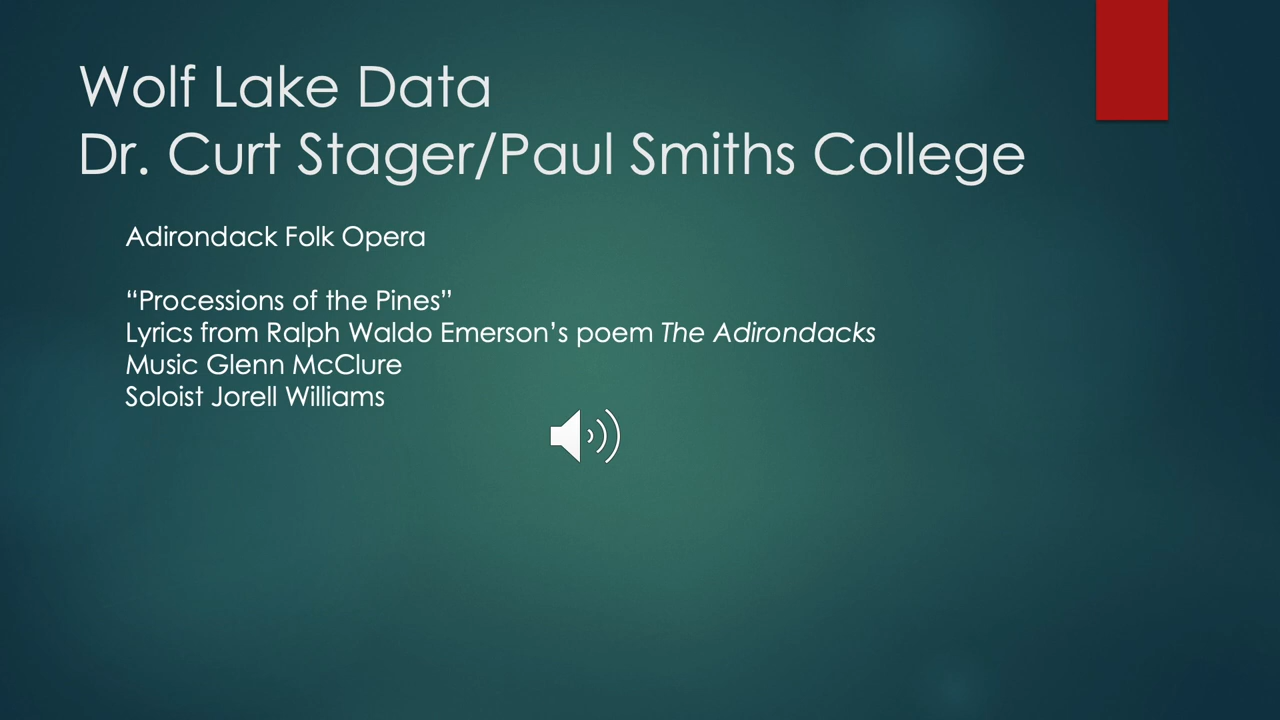 Wolf Lake Data
Dr. Curt Stager/Paul Smiths College
Adirondack Folk Opera
“Processions of the Pines”
Lyrics from Ralph Waldo Emerson’s poem The Adirondacks
Music Glenn McClure
Soloist Jorell Williams